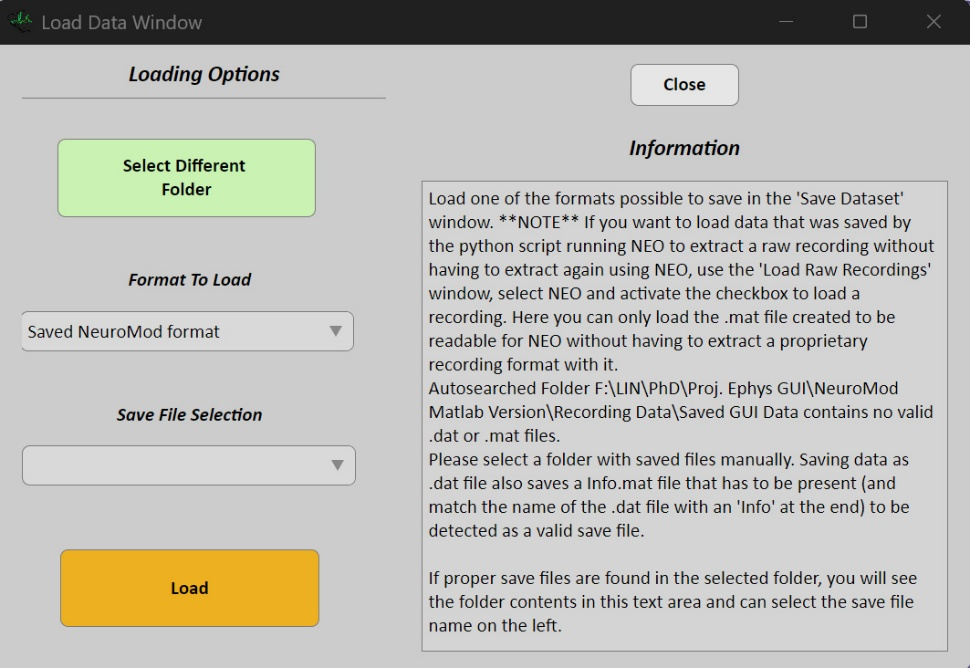 Load Data Window
Loading Options
Close
Select Different
Folder
Information
Load one of the formats possible to save in the 'Save Dataset'
window. **NOTE** If you want to load data that was saved by
the python script running NEO to extract a raw recording without
having to extract again using NEO, use the 'Load Raw Recordings'
window, select NEO and activate the checkbox to load a
recording. Here you can only load the .mat file created to be
readable for NEO without having to extract a proprietary
recording format with it.
Autosearched Folder F:\LIN\PhD\Proj. Ephys GUI\NeuroMod
Matlab Version\Recording Data\Saved GUI Data contains no valid
.dat or .mat files.
Please select a folder with saved files manually. Saving data as
.dat file also saves a Info.mat file that has to be present (and
match the name of the .dat file with an 'Info' at the end) to be
detected as a valid save file.
If proper save files are found in the selected folder, you will see
the folder contents in this text area and can select the save file
name on the left.
Format To Load
Saved NeuroMod format
Save File Selection
Load